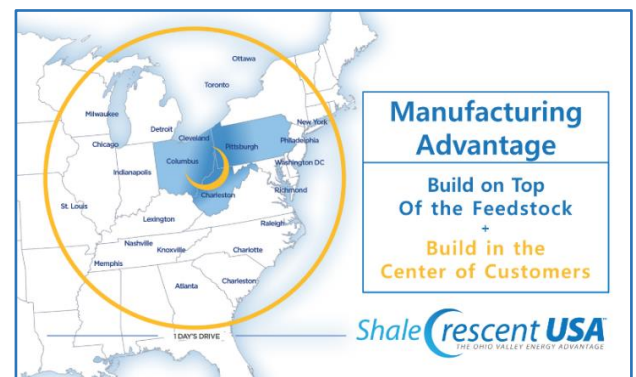 Ottawa
Toronto
Milwaukee
Detroit
New York
Chicago
Cleveland
Pittsburgh
Philadelphia
Columbus
Washington DC
Indianapolis
Charleston
Richmond
St. Louis
Lexington
Raleigh
Nashville
Knoxville
Charlotte
Memphis
Atlanta
Charleston
1 DAY'S DRIVE
Manufacturing
Advantage
Build on Top
Of the Feedstock
+
Build in the
Center of Customers
Shale Crescent USA
THE OHIO VALLEY ENERGY ADVANTAGE